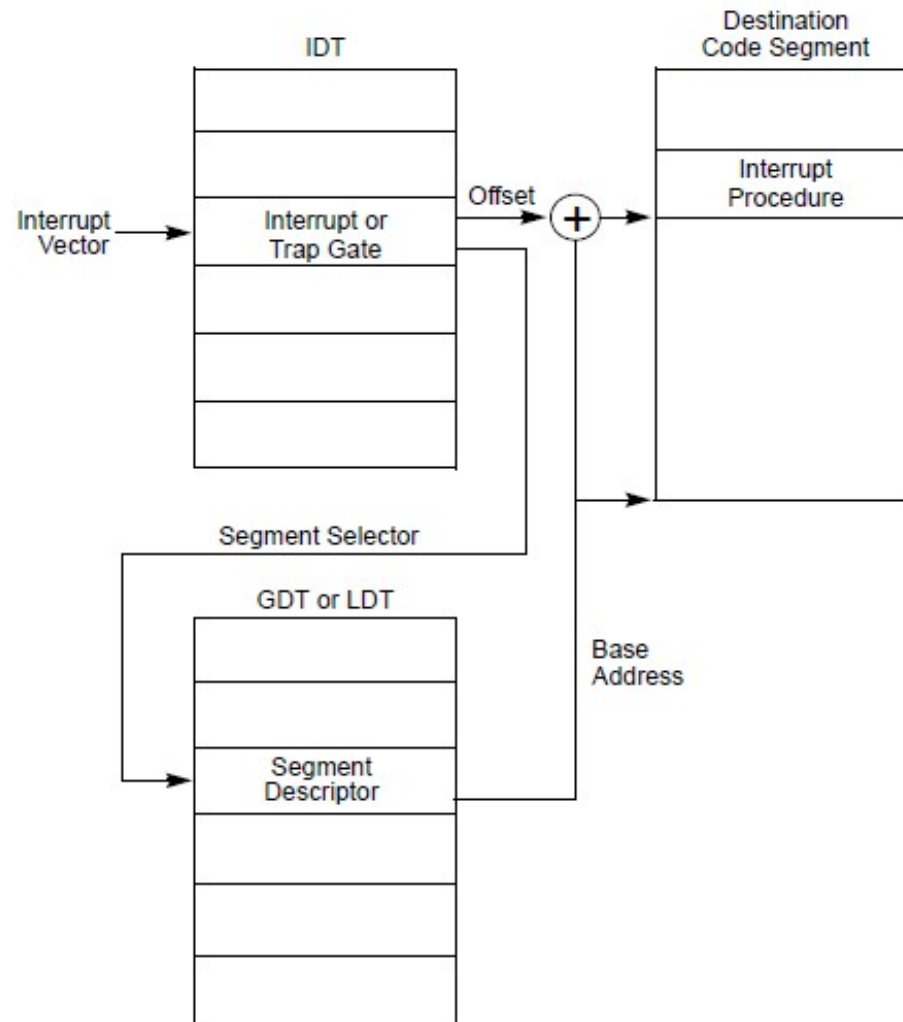 Destination
Code Segment
IDT
Interrupt
Procedure
Offset
+
Interrupt
Vector
Interrupt or
Trap Gate
Segment Selector
GDT or LDT
Base
Address
Segment
Descriptor